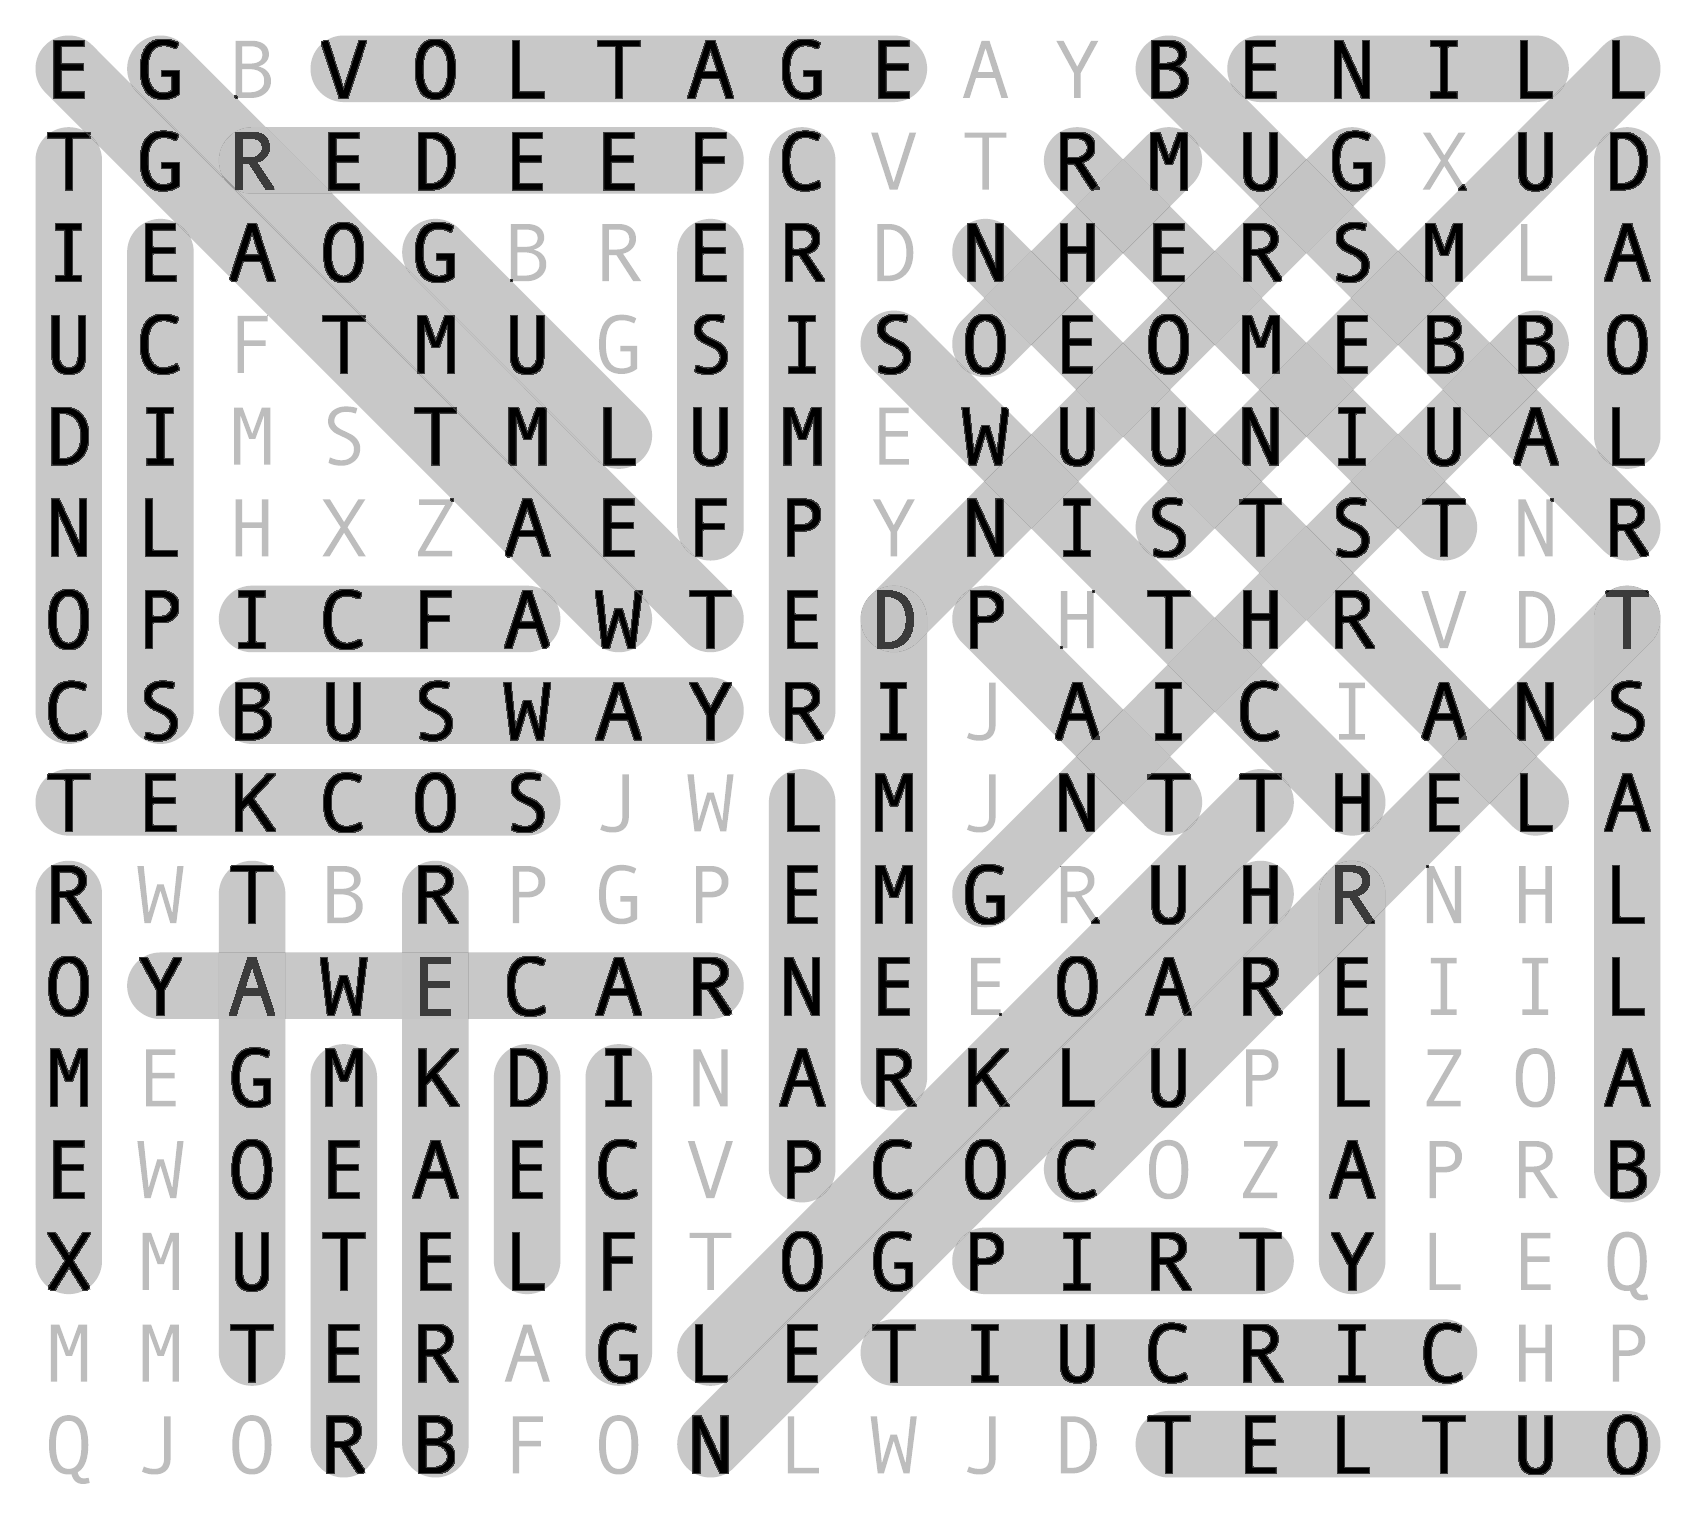 E G B V O L T A G E A Y B E N I L L
T G R E D E E F C V T R M U G X U D
I E A O G B R E R D N H E R S M L A
U C F T M U G S I S O E O M E B B O
D I M S T M L U M E W U U N I U A L
N L H X Z A E F P Y N I S T S T N R
O P I C F A W T E D P H T H R V D T
C S B U S W A Y R I J A I C I A N S
T E K C O S J W L M J N T T H E L A
R W T B R P G P E M G R U H R N H L
O Y A W E C A R N E E O A R E I I L
M E G M K D I N A R K L U P L Z O A
E W O E A E C V P C O C O Z A P R B
X M U T E L F T O G P I R T Y L E Q
M M T E R A G L E T I U C R I C H P
Q J O R B F O N L W J D T E L T U O